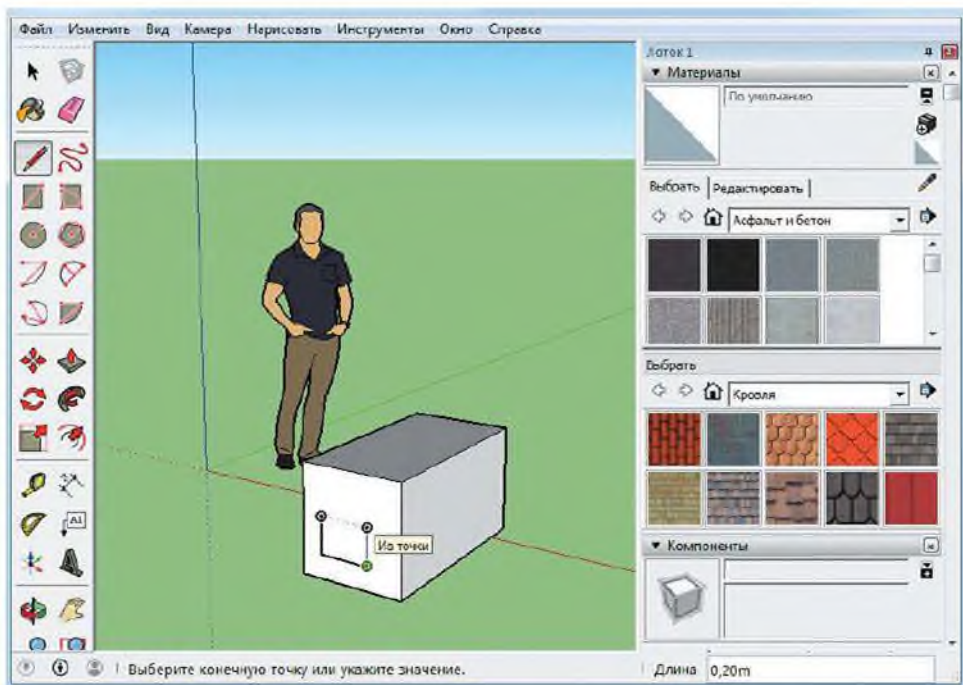 Файл Изменить Вид Камера Нарисовать Инструменты Окно Справка
Лоток 1
Материалы
По умолчанию
Выбрать Редактировать
Асфальт и бетон
Выбрать
Кровля
Из точки
Компоненты
A1
Выберите конечную точку или укажите значение.
Длина 0,20m